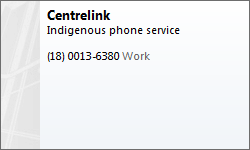 Centrelink
Indigenous phone service
(18) 0013-6380 Work